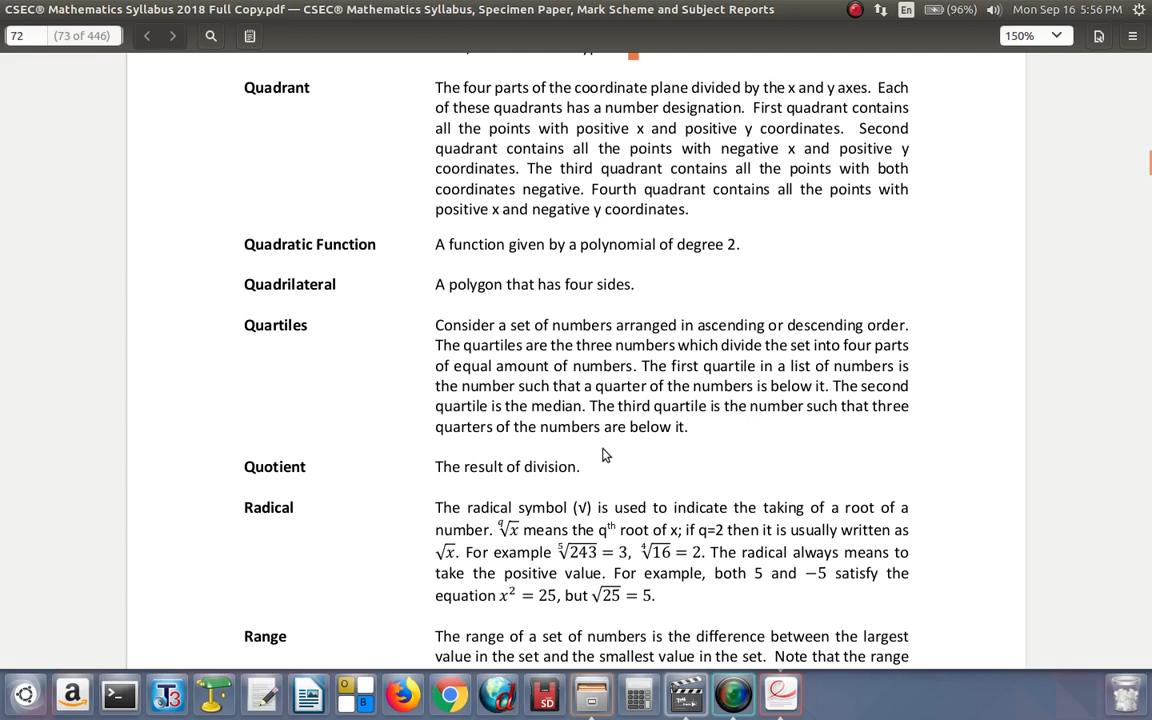 CSEC® Mathematics Syllabus 2018 Full Copy.pdf — CSEC® Mathematics Syllabus, Specimen Paper, Mark Scheme and Subject Reports
En (96%) Mon Sep 16 5:56 PM
72 (73 of 446) 150%
Quadrant The four parts of the coordinate plane divided by the x and y axes. Each
of these quadrants has a number designation. First quadrant contains
all the points with positive x and positive y coordinates. Second
quadrant contains all the points with negative x and positive y
coordinates. The third quadrant contains all the points with both
coordinates negative. Fourth quadrant contains all the points with
positive x and negative y coordinates.
Quadratic Function A function given by a polynomial of degree 2.
Quadrilateral A polygon that has four sides.
Quartiles Consider a set of numbers arranged in ascending or descending order.
The quartiles are the three numbers which divide the set into four parts
of equal amount of numbers. The first quartile in a list of numbers is
the number such that a quarter of the numbers is below it. The second
quartile is the median. The third quartile is the number such that three
quarters of the numbers are below it.
Quotient The result of division.
Radical The radical symbol (√) is used to indicate the taking of a root of a
number. ᑫ√x means the qᵗʰ root of x; if q=2 then it is usually written as
√x. For example ⁵√243 = 3, ⁴√16 = 2. The radical always means to
take the positive value. For example, both 5 and −5 satisfy the
equation x² = 25, but √25 = 5.
Range The range of a set of numbers is the difference between the largest
value in the set and the smallest value in the set. Note that the range
a T3 O B SD